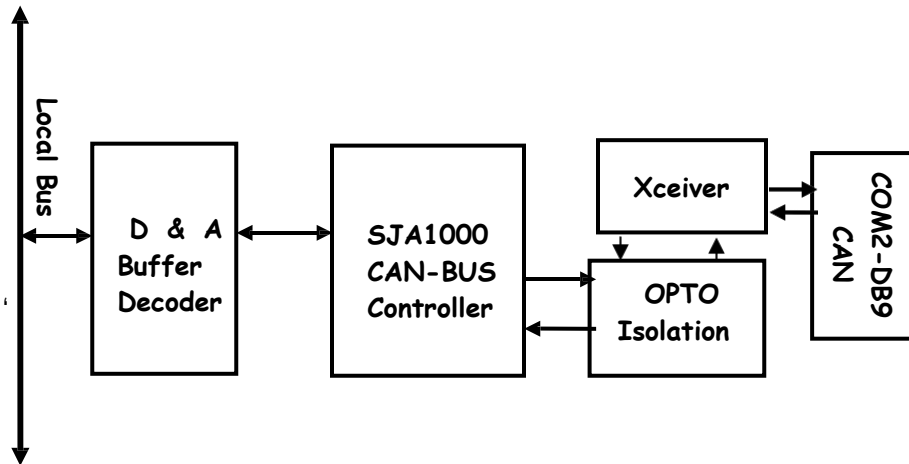 Local Bus
D & A
Buffer
Decoder
SJA1000
CAN-BUS
Controller
Xceiver
OPTO
Isolation
COM2-DB9
CAN
‘